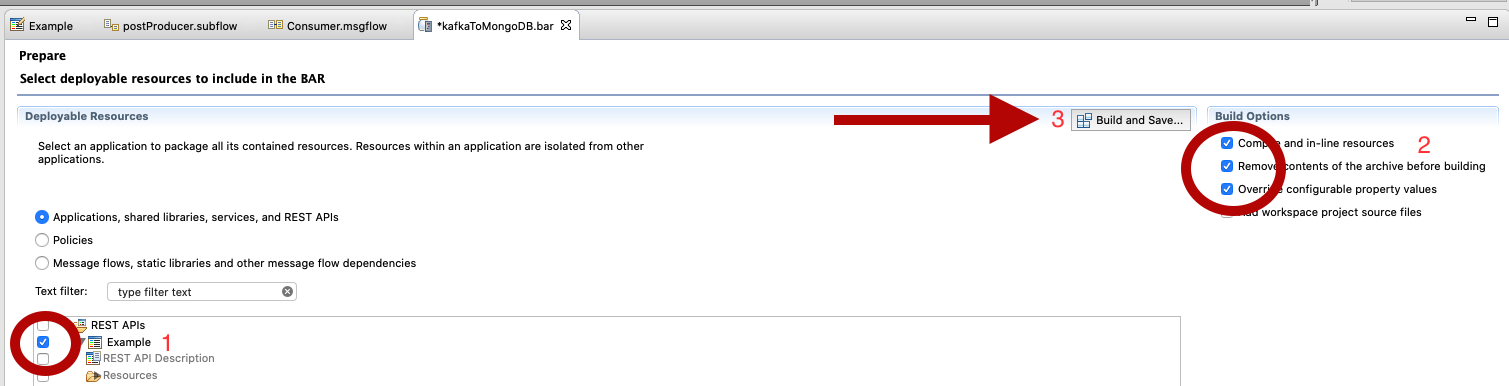 Example
postProducer.subflow
Consumer.msgflow
*kafkaToMongoDB.bar
Prepare
Select deployable resources to include in the BAR
Deployable Resources
3
Build and Save...
Build Options
Select an application to package all its contained resources. Resources within an application are isolated from other
applications.
Compile and in-line resources
2
Remove contents of the archive before building
Override configurable property values
Add workspace project source files
Applications, shared libraries, services, and REST APIs
Policies
Message flows, static libraries and other message flow dependencies
Text filter:
type filter text
REST APIs
Example
1
REST API Description
Resources